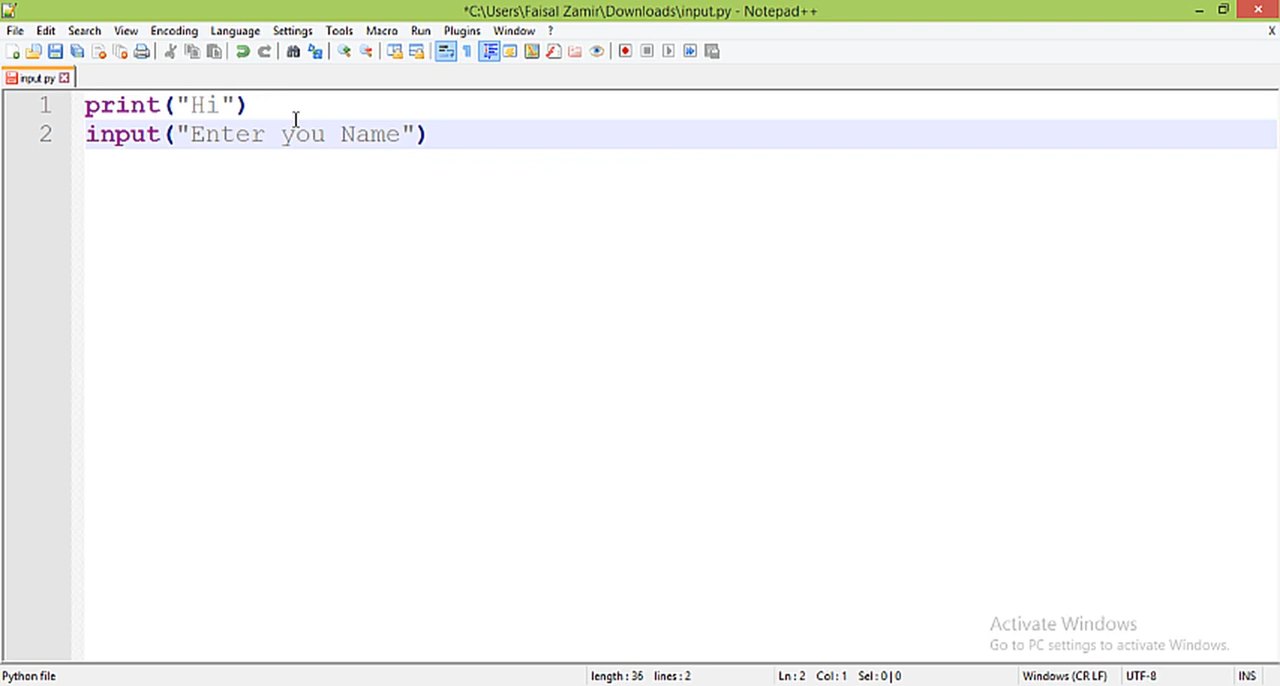 *C:\Users\Faisal Zamir\Downloads\input.py - Notepad++
File Edit Search View Encoding Language Settings Tools Macro Run Plugins Window ? X
input.py
1 print("Hi")
2 input("Enter you Name")
Activate Windows
Go to PC settings to activate Windows.
Python file length : 36 lines : 2 Ln : 2 Col : 1 Sel : 0 | 0 Windows (CR LF) UTF-8 INS